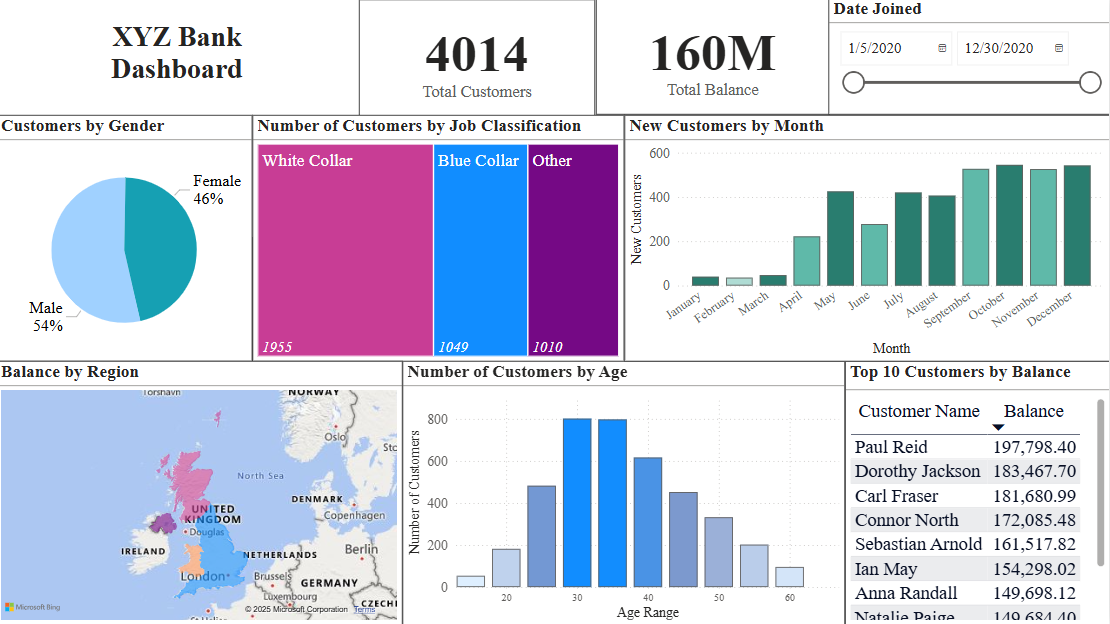 XYZ Bank
Dashboard
4014
Total Customers
160M
Total Balance
Date Joined
1/5/2020
12/30/2020
Customers by Gender
Female
46%
Male
54%
Number of Customers by Job Classification
White Collar
Blue Collar
Other
1955
1049
1010
New Customers by Month
New Customers
600
400
200
0
January
February
March
April
May
June
July
August
September
October
November
December
Month
Balance by Region
Torshavn
NORWAY
Oslo
Stc
North Sea
UNITED
KINGDOM
DENMARK
Copenhagen
Douglas
IRELAND
NETHERLANDS
Berlin
London
Brussels
GERMANY
Luxembourg
CZECHI
St Helier
Microsoft Bing
© 2025 Microsoft Corporation
Terms
Number of Customers by Age
Number of Customers
800
600
400
200
0
20
30
40
50
60
Age Range
Top 10 Customers by Balance
Customer Name Balance
Paul Reid 197,798.40
Dorothy Jackson 183,467.70
Carl Fraser 181,680.99
Connor North 172,085.48
Sebastian Arnold 161,517.82
Ian May 154,298.02
Anna Randall 149,698.12
Natalie Paige 149,684.40